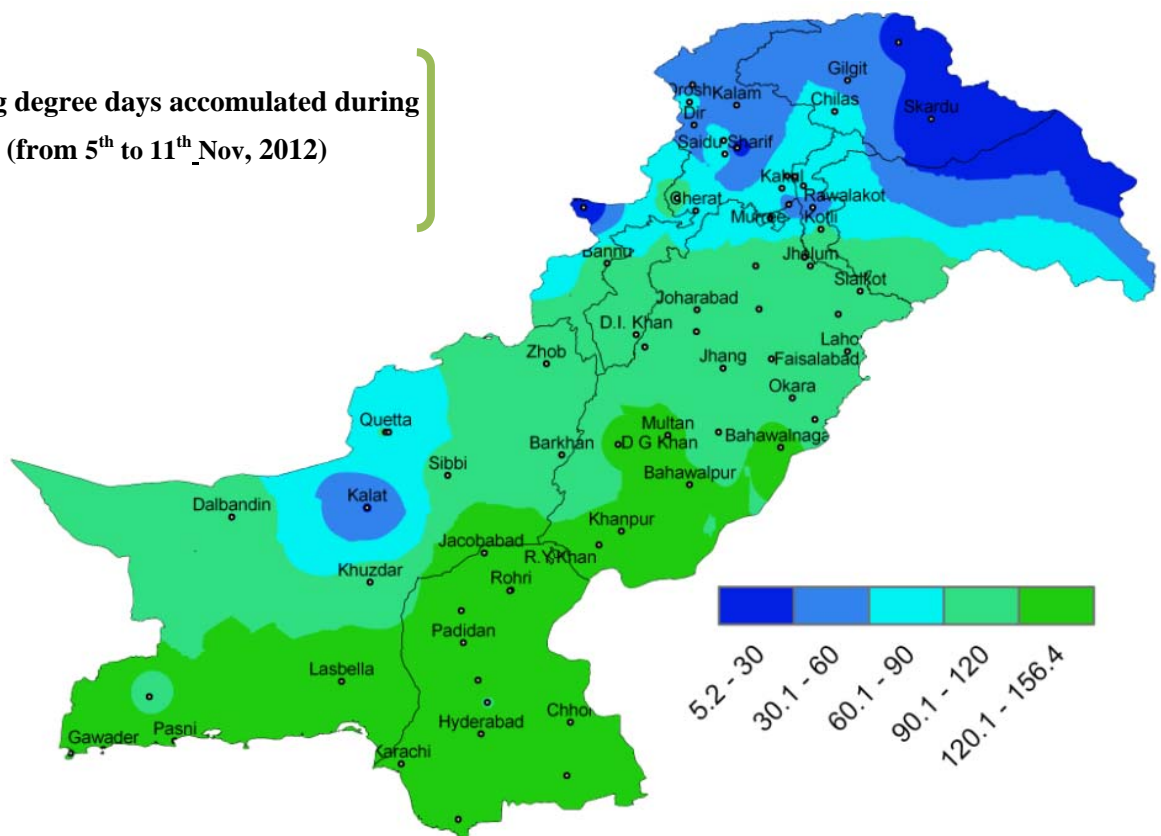 g degree days accomulated during
(from 5th to 11th Nov, 2012)
Gilgit
Drosh
Kalam
Chilas
Skardu
Dir
Saidu Sharif
Kakul
Rawalakot
Cherat
Murree
Kotli
Bannu
Jhelum
Sialkot
Joharabad
D.I. Khan
Laho
Zhob
Jhang
Faisalabad
Okara
Quetta
Multan
Bahawalnaga
Barkhan
D G Khan
Sibbi
Bahawalpur
Kalat
Dalbandin
Khanpur
Jacobabad
R.Y.Khan
Khuzdar
Rohri
Padidan
Lasbella
Chhor
Hyderabad
Pasni
Gawader
Karachi
5.2 - 30
30.1 - 60
60.1 - 90
90.1 - 120
120.1 - 156.4